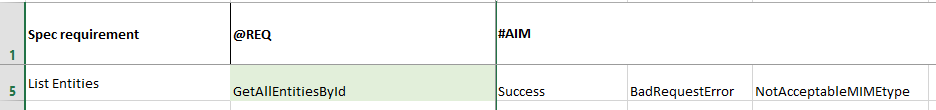 Spec requirement @REQ #AIM
1
List Entities
5 GetAllEntitiesById Success BadRequestError NotAcceptableMIMEtype